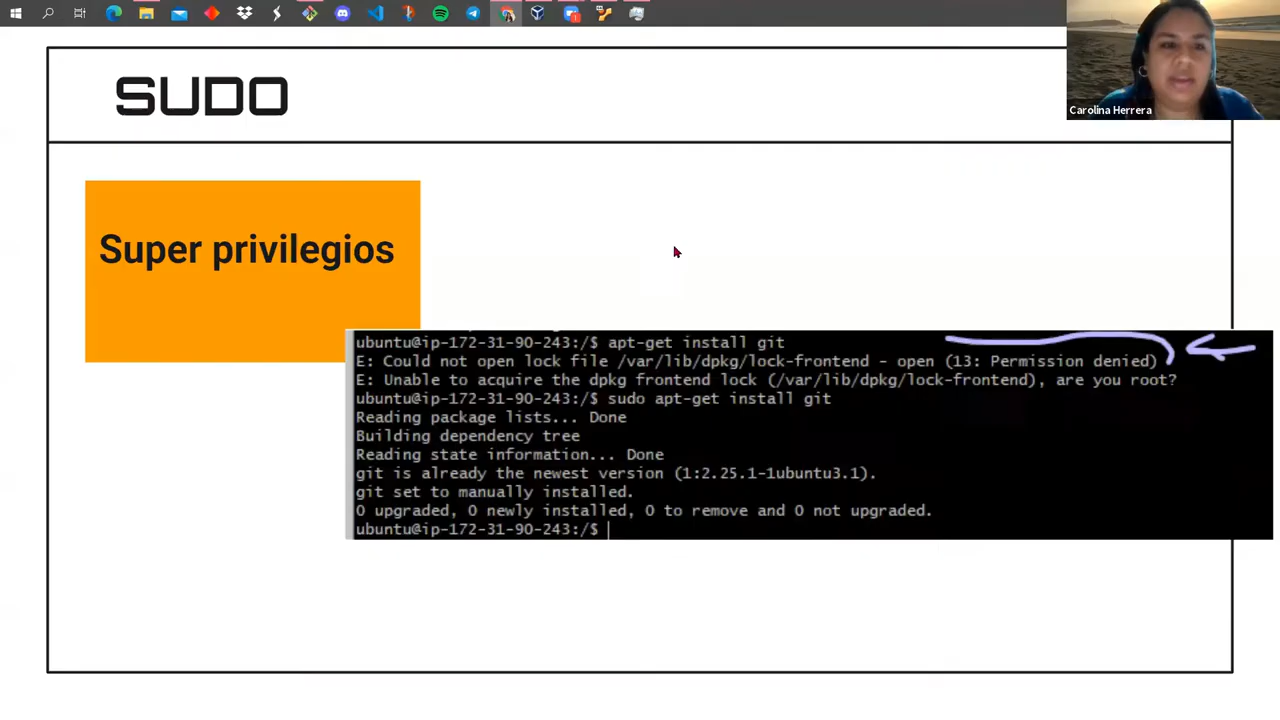 SUDO
Carolina Herrera
Super privilegios
ubuntu@ip-172-31-90-243:/$ apt-get install git
E: Could not open lock file /var/lib/dpkg/lock-frontend - open (13: Permission denied)
E: Unable to acquire the dpkg frontend lock (/var/lib/dpkg/lock-frontend), are you root?
ubuntu@ip-172-31-90-243:/$ sudo apt-get install git
Reading package lists... Done
Building dependency tree
Reading state information... Done
git is already the newest version (1:2.25.1-1ubuntu3.1).
git set to manually installed.
0 upgraded, 0 newly installed, 0 to remove and 0 not upgraded.
ubuntu@ip-172-31-90-243:/$